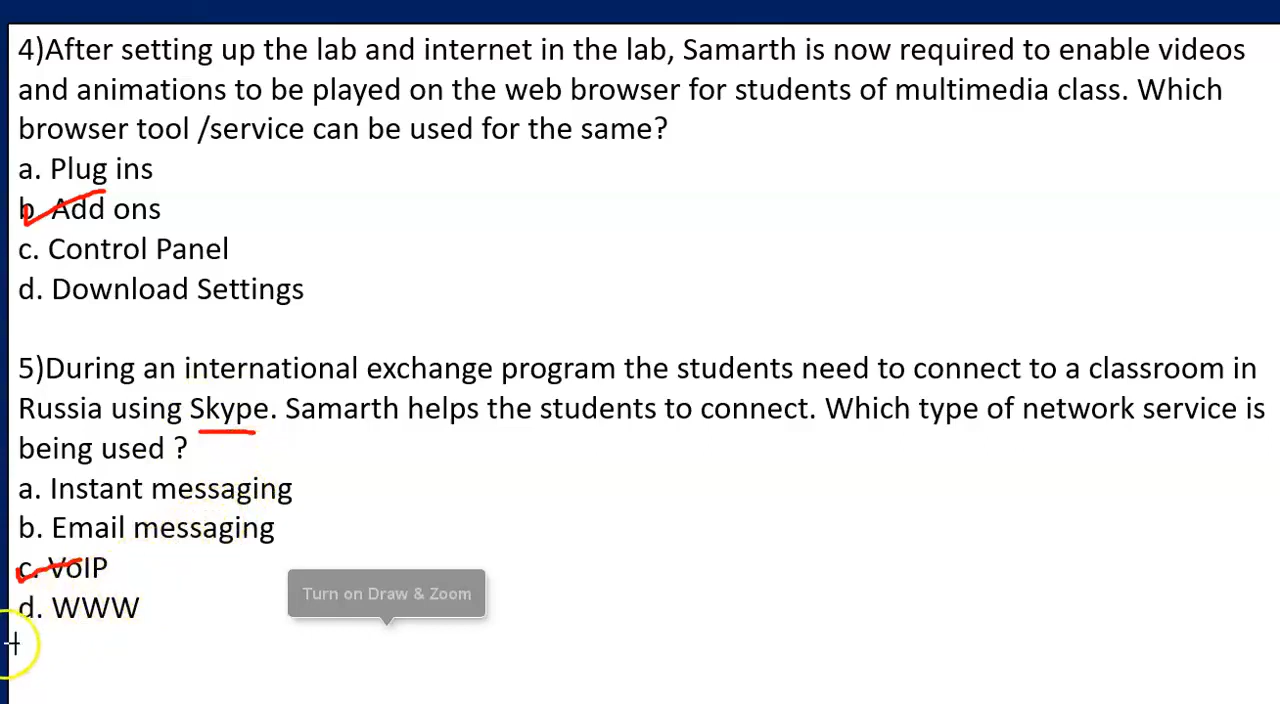 4)After setting up the lab and internet in the lab, Samarth is now required to enable videos
and animations to be played on the web browser for students of multimedia class. Which
browser tool /service can be used for the same?
a. Plug ins
b. Add ons
c. Control Panel
d. Download Settings
5)During an international exchange program the students need to connect to a classroom in
Russia using Skype. Samarth helps the students to connect. Which type of network service is
being used ?
a. Instant messaging
b. Email messaging
c. VoIP
Turn on Draw & Zoom
d. WWW